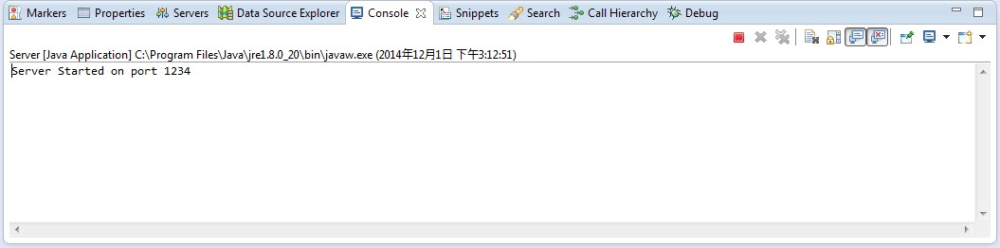 Markers Properties Servers Data Source Explorer Console Snippets Search Call Hierarchy Debug
Server [Java Application] C:\Program Files\Java\jre1.8.0_20\bin\javaw.exe (2014年12月1日 下午3:12:51)
Server Started on port 1234